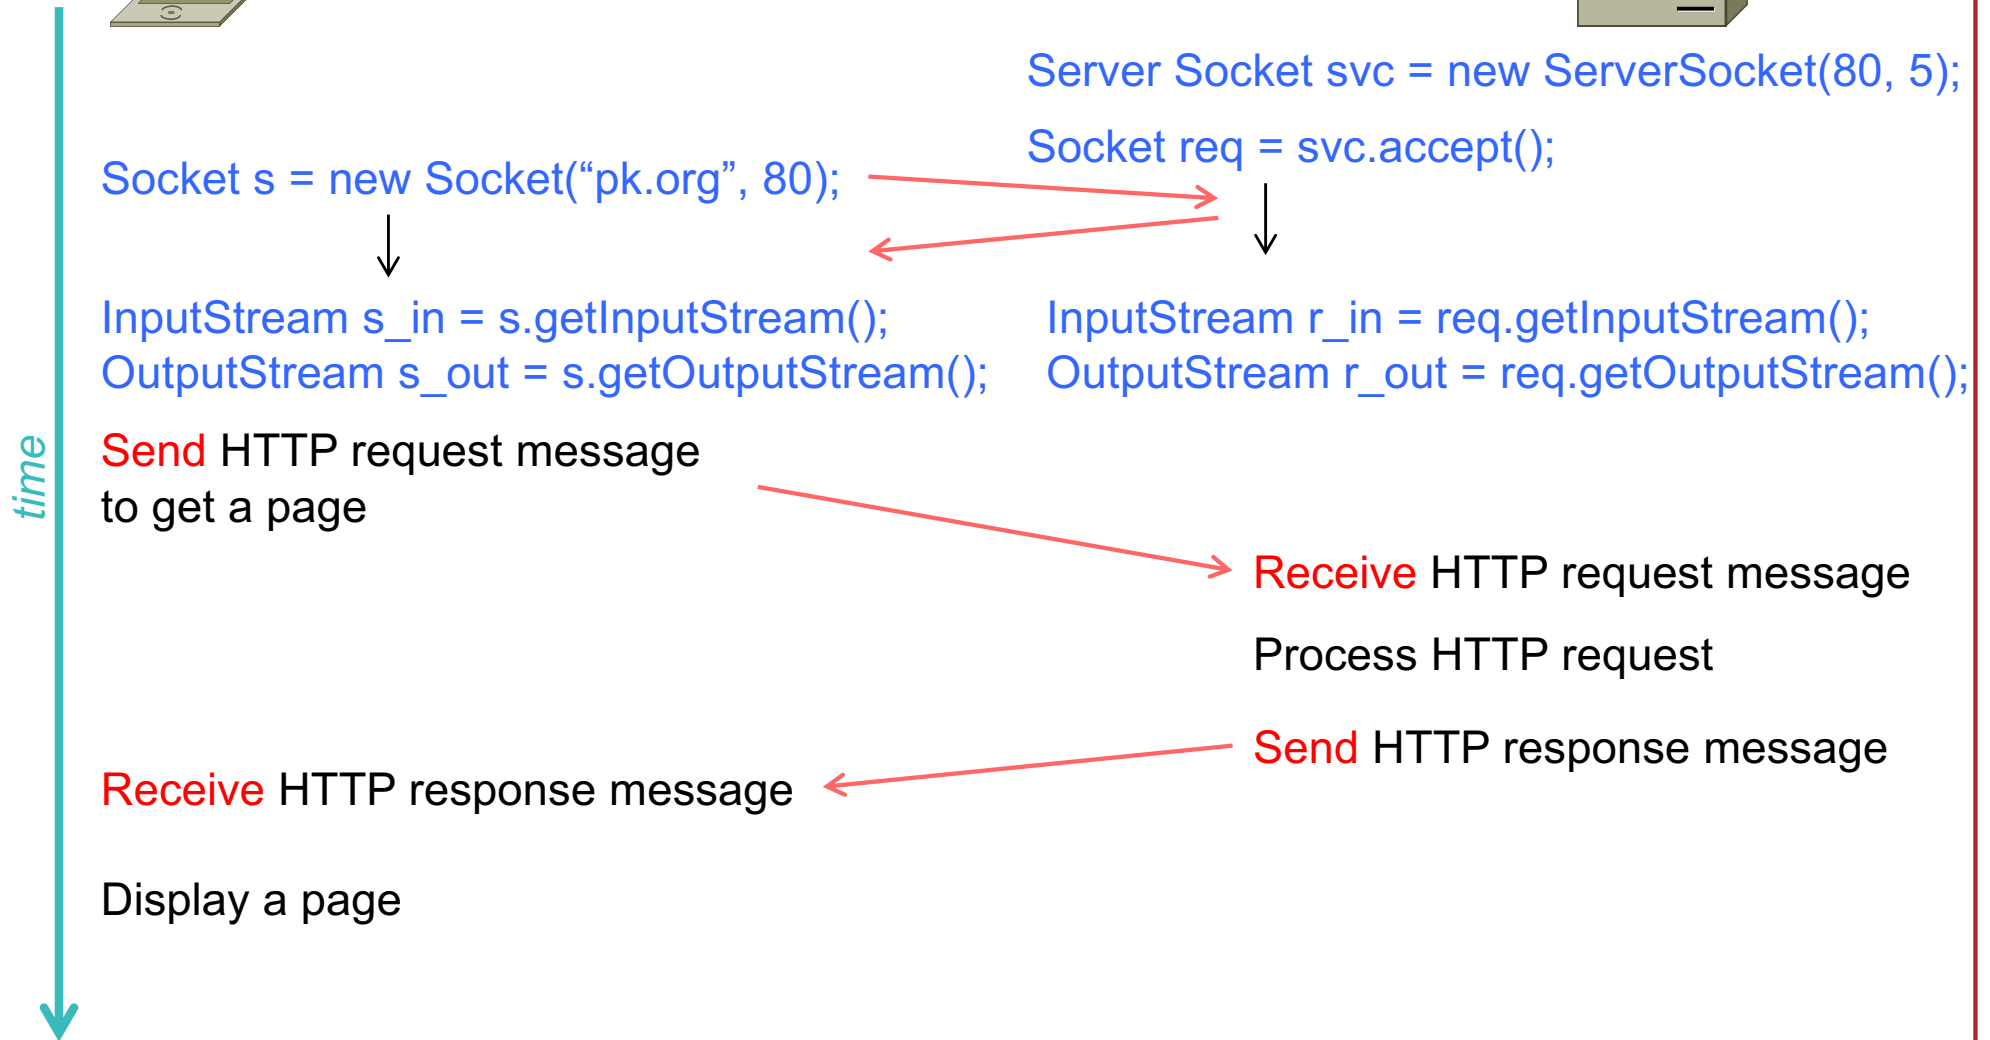 Server Socket svc = new ServerSocket(80, 5);
Socket req = svc.accept();
Socket s = new Socket(“pk.org”, 80);
InputStream s_in = s.getInputStream();
OutputStream s_out = s.getOutputStream();
InputStream r_in = req.getInputStream();
OutputStream r_out = req.getOutputStream();
time
Send HTTP request message
to get a page
Receive HTTP request message
Process HTTP request
Send HTTP response message
Receive HTTP response message
Display a page